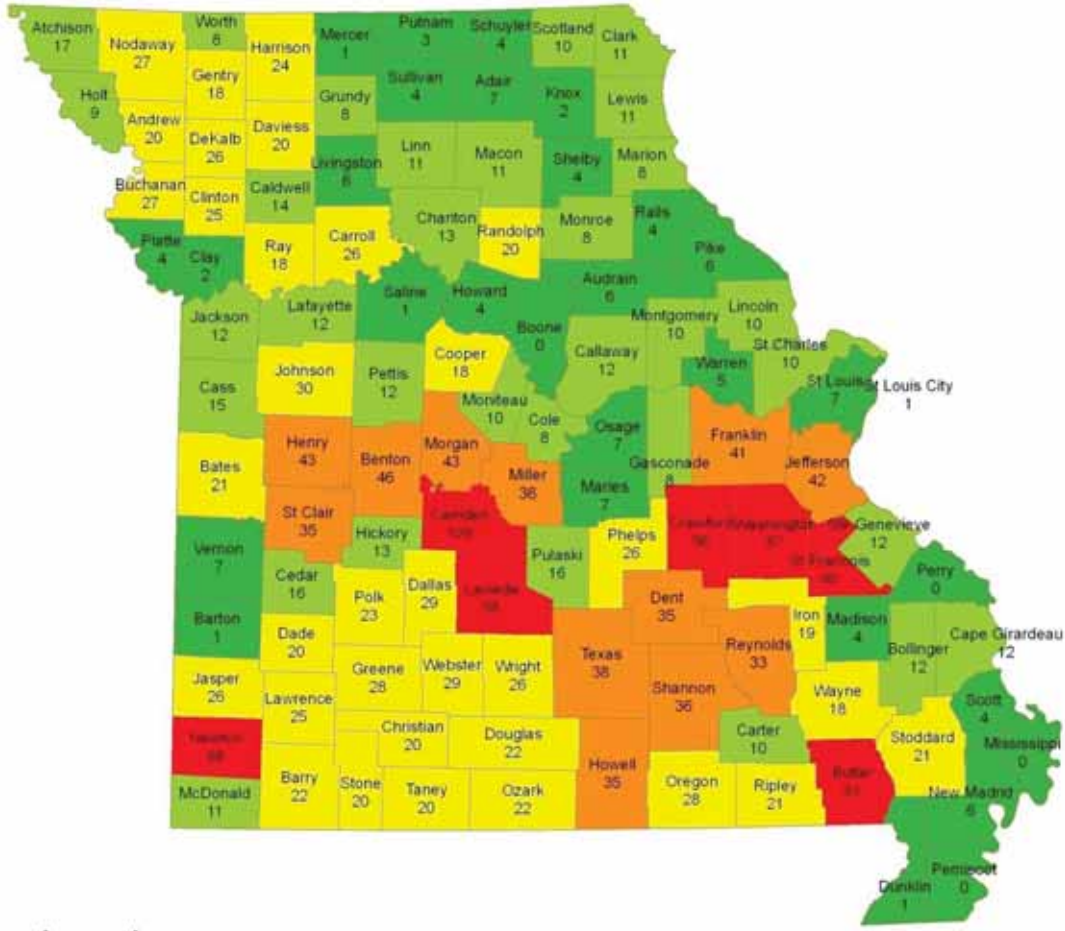 Atchison
17
Nodaway
27
Worth
8
Harrison
24
Mercer
1
Putnam
3
Schuyler
4
Scotland
10
Clark
11
Gentry
18
Sullivan
4
Adair
7
Knox
2
Lewis
11
Holt
9
Andrew
20
DeKalb
26
Daviess
20
Grundy
8
Linn
11
Macon
11
Shelby
4
Marion
8
Livingston
6
Buchanan
27
Clinton
25
Caldwell
14
Chariton
13
Randolph
20
Monroe
8
Ralls
4
Platte
4
Clay
2
Ray
18
Carroll
26
Pike
6
Audrain
6
Saline
1
Howard
4
Jackson
12
Lafayette
12
Boone
0
Montgomery
10
Lincoln
10
Callaway
12
Warren
5
St Charles
10
Cass
15
Johnson
30
Pettis
12
Cooper
18
Moniteau
10
Cole
8
St Louis
7
St Louis City
1
Osage
7
Gasconade
8
Franklin
41
Jefferson
42
Bates
21
Henry
43
Benton
46
Morgan
43
Miller
36
Maries
7
St Clair
35
Hickory
13
Camden
Pulaski
16
Phelps
26
Crawford
Washington
Ste Genevieve
12
St Francois
Perry
0
Vernon
7
Cedar
16
Polk
23
Dallas
29
Laclede
Dent
35
Iron
19
Madison
4
Bollinger
12
Cape Girardeau
12
Barton
1
Dade
20
Greene
28
Webster
29
Wright
26
Texas
38
Reynolds
33
Shannon
36
Wayne
18
Jasper
26
Lawrence
25
Christian
20
Douglas
22
Carter
10
Stoddard
21
Scott
4
Mississippi
0
Newton
Howell
35
McDonald
11
Barry
22
Stone
20
Taney
20
Ozark
22
Oregon
28
Ripley
21
Butler
New Madrid
6
Pemiscot
0
Dunklin
1